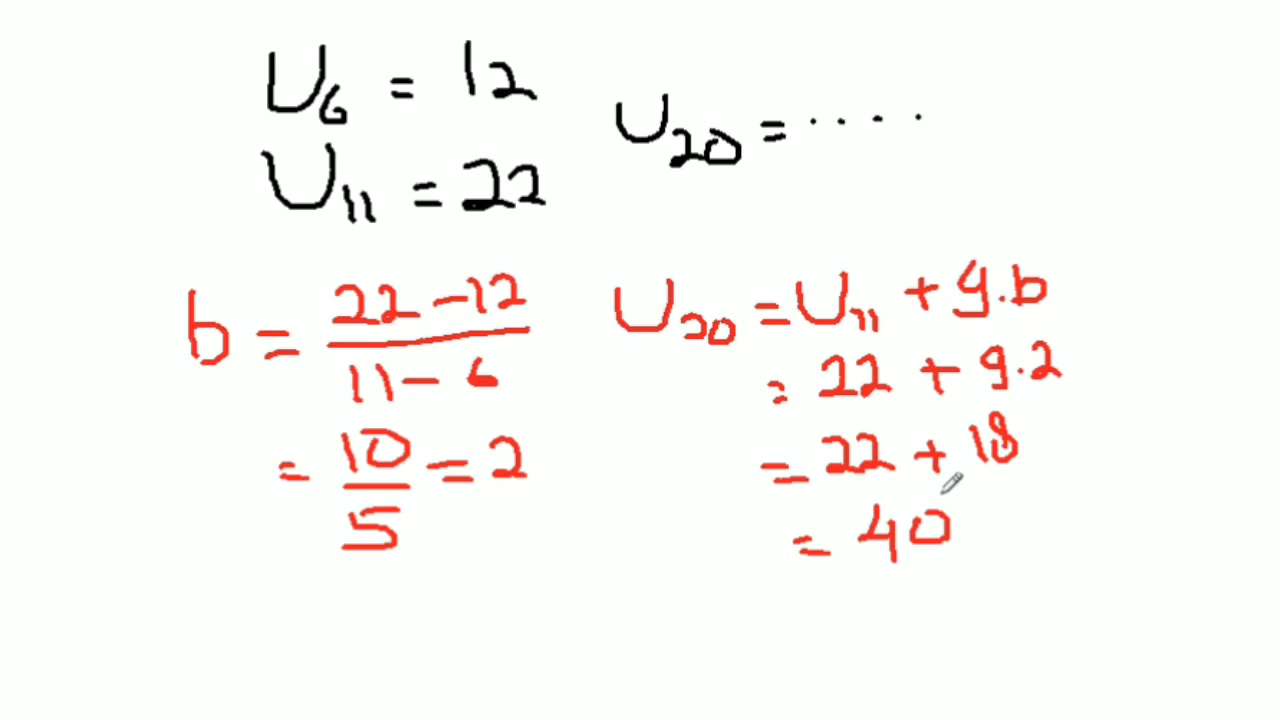 U₆ = 12
U₁₁ = 22
U₂₀ = ....
b = (22 - 12)/(11 - 6)
= 10/5 = 2
U₂₀ = U₁₁ + 9.b
= 22 + 9.2
= 22 + 18
= 40